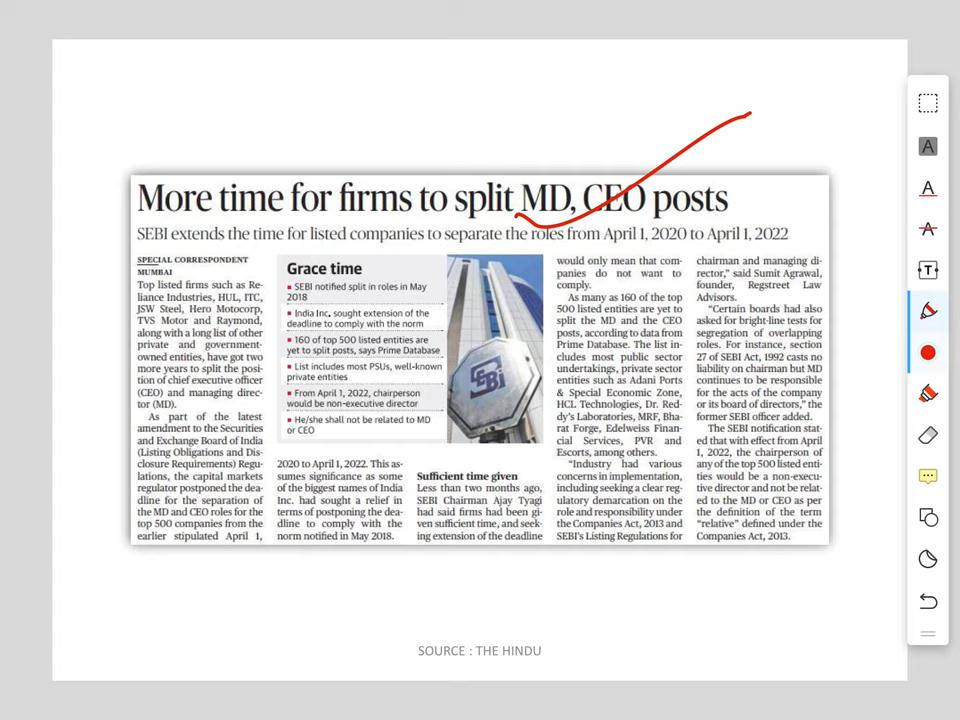 More time for firms to split MD, CEO posts
SEBI extends the time for listed companies to separate the roles from April 1, 2020 to April 1, 2022
SPECIAL CORRESPONDENT
MUMBAI
Top listed firms such as Re-
liance Industries, HUL, ITC,
JSW Steel, Hero Motocorp,
TVS Motor and Raymond,
along with a long list of other
private and government-
owned entities, have got two
more years to split the posi-
tion of chief executive officer
(CEO) and managing direc-
tor (MD).
As part of the latest
amendment to the Securities
and Exchange Board of India
(Listing Obligations and Dis-
closure Requirements) Regu-
lations, the capital markets
regulator postponed the dea-
dline for the separation of
the MD and CEO roles for the
top 500 companies from the
earlier stipulated April 1,
Grace time
SEBI notified split in roles in May
2018
India Inc. sought extension of the
deadline to comply with the norm
160 of top 500 listed entities are
yet to split posts, says Prime Database
List includes most PSUs, well-known
private entities
From April 1, 2022, chairperson
would be non-executive director
He/she shall not be related to MD
or CEO
SEBI
2020 to April 1, 2022. This as-
sumes significance as some
of the biggest names of India
Inc. had sought a relief in
terms of postponing the dea-
dline to comply with the
norm notified in May 2018.
Sufficient time given
Less than two months ago,
SEBI Chairman Ajay Tyagi
had said firms had been gi-
ven sufficient time, and seek-
ing extension of the deadline
would only mean that com-
panies do not want to
comply.
As many as 160 of the top
500 listed entities are yet to
split the MD and the CEO
posts, according to data from
Prime Database. The list in-
cludes most public sector
undertakings, private sector
entities such as Adani Ports
& Special Economic Zone,
HCL Technologies, Dr. Red-
dy's Laboratories, MRF, Bha-
rat Forge, Edelweiss Finan-
cial Services, PVR and
Escorts, among others.
"Industry had various
concerns in implementation,
including seeking a clear reg-
ulatory demarcation on the
role and responsibility under
the Companies Act, 2013 and
SEBI's Listing Regulations for
chairman and managing di-
rector," said Sumit Agrawal,
founder, Regstreet Law
Advisors.
"Certain boards had also
asked for bright-line tests for
segregation of overlapping
roles. For instance, section
27 of SEBI Act, 1992 casts no
liability on chairman but MD
continues to be responsible
for the acts of the company
or its board of directors," the
former SEBI officer added.
The SEBI notification stat-
ed that with effect from April
1, 2022, the chairperson of
any of the top 500 listed enti-
ties would be a non-execu-
tive director and not be relat-
ed to the MD or CEO as per
the definition of the term
"relative" defined under the
Companies Act, 2013.
SOURCE : THE HINDU
A
A
A
T